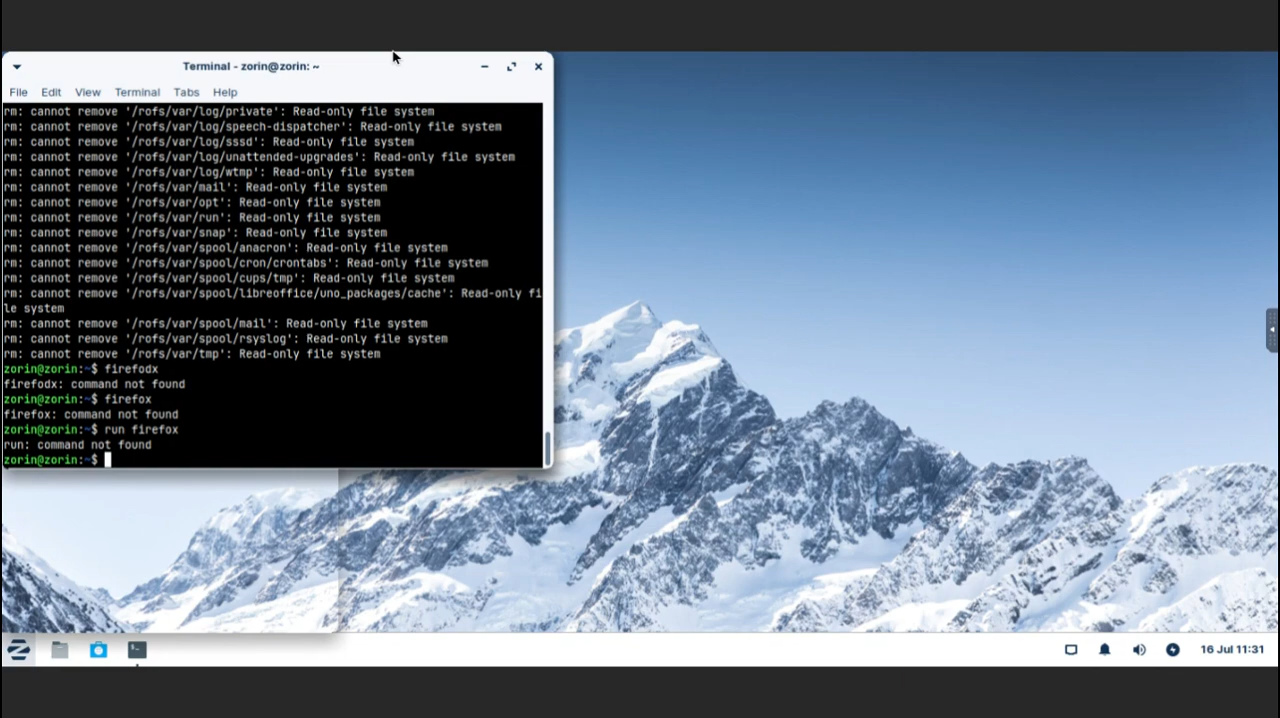 Terminal - zorin@zorin: ~
File Edit View Terminal Tabs Help
rm: cannot remove '/rofs/var/log/private': Read-only file system
rm: cannot remove '/rofs/var/log/speech-dispatcher': Read-only file system
rm: cannot remove '/rofs/var/log/sssd': Read-only file system
rm: cannot remove '/rofs/var/log/unattended-upgrades': Read-only file system
rm: cannot remove '/rofs/var/log/wtmp': Read-only file system
rm: cannot remove '/rofs/var/mail': Read-only file system
rm: cannot remove '/rofs/var/opt': Read-only file system
rm: cannot remove '/rofs/var/run': Read-only file system
rm: cannot remove '/rofs/var/snap': Read-only file system
rm: cannot remove '/rofs/var/spool/anacron': Read-only file system
rm: cannot remove '/rofs/var/spool/cron/crontabs': Read-only file system
rm: cannot remove '/rofs/var/spool/cups/tmp': Read-only file system
rm: cannot remove '/rofs/var/spool/libreoffice/uno_packages/cache': Read-only fi
le system
rm: cannot remove '/rofs/var/spool/mail': Read-only file system
rm: cannot remove '/rofs/var/spool/rsyslog': Read-only file system
rm: cannot remove '/rofs/var/tmp': Read-only file system
zorin@zorin:~$ firefodx
firefodx: command not found
zorin@zorin:~$ firefox
firefox: command not found
zorin@zorin:~$ run firefox
run: command not found
zorin@zorin:~$
16 Jul 11:31